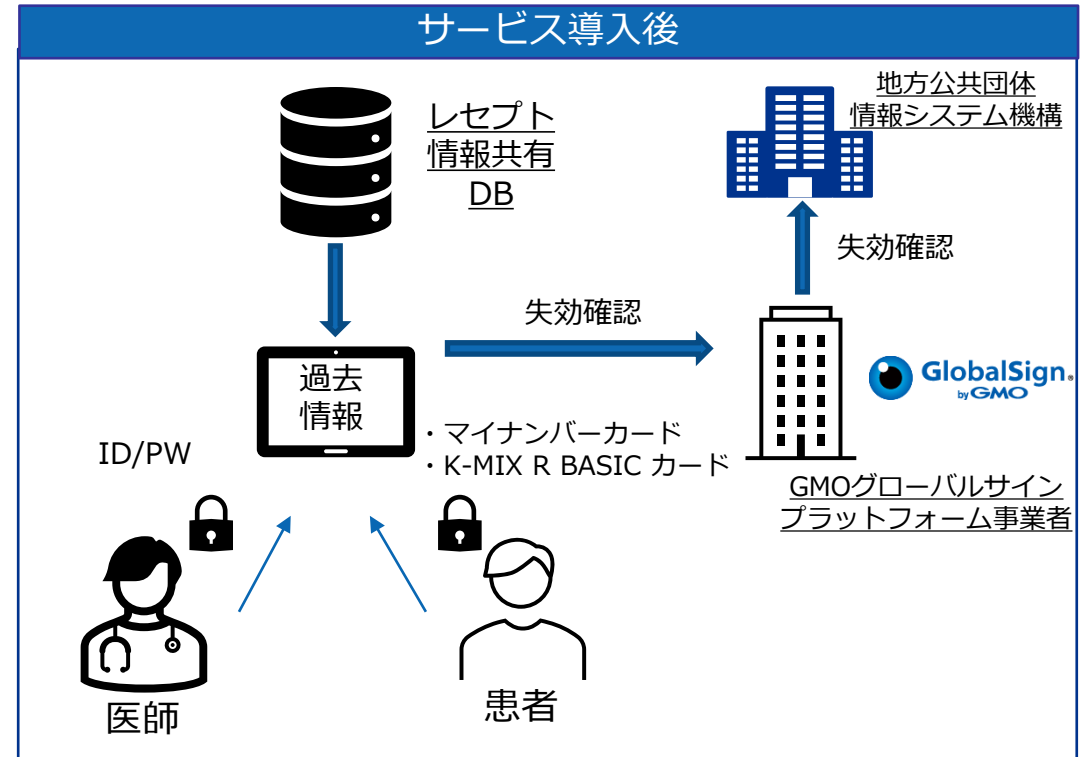 サービス導入後
レセプト
情報共有
DB
地方公共団体
情報システム機構
失効確認
失効確認
過去
情報
GlobalSign.
by GMO
・マイナンバーカード
・K-MIX R BASIC カード
ID/PW
GMOグローバルサイン
プラットフォーム事業者
医師
患者